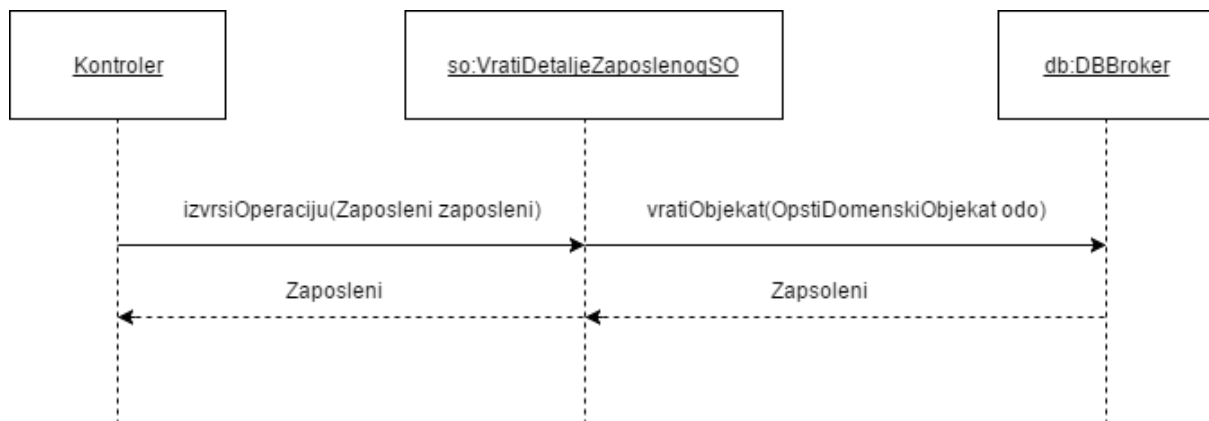 Kontroler
so:VratiDetaljeZaposlenogSO
db:DBBroker
izvrsiOperaciju(Zaposleni zaposleni)
vratiObjekat(OpstiDomenskiObjekat odo)
Zaposleni
Zapsoleni